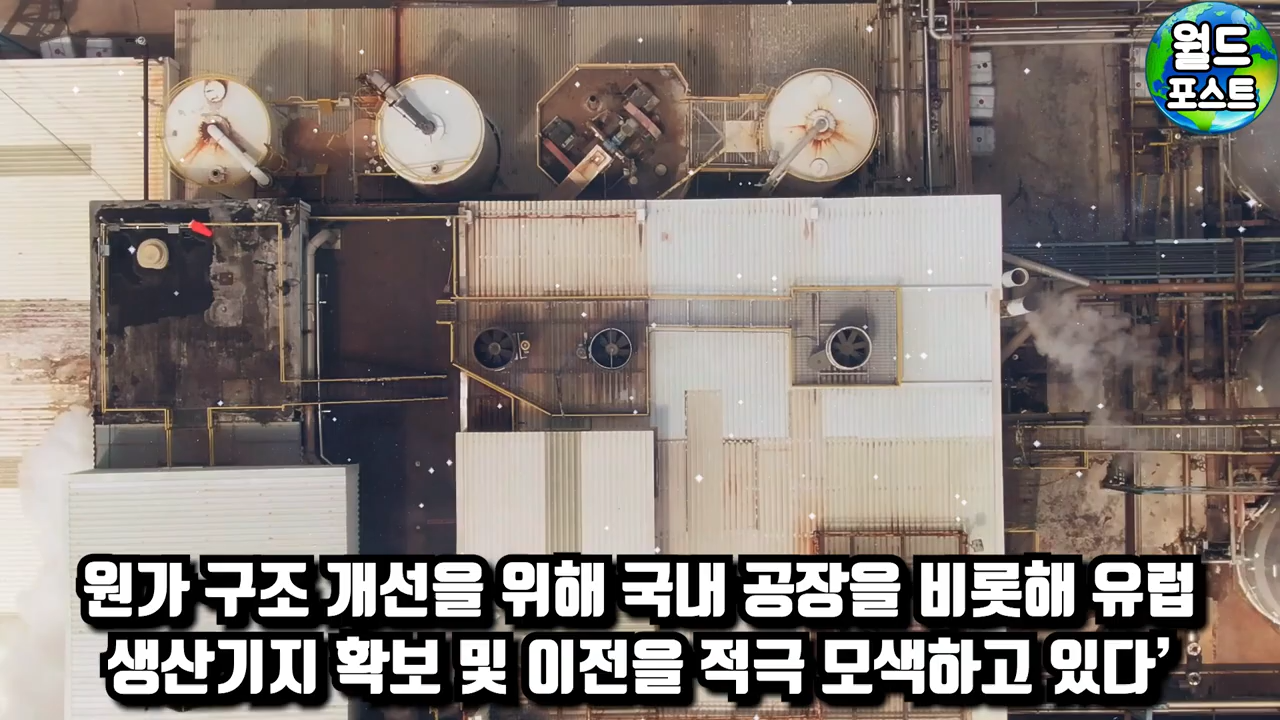 월드
포스트
원가 구조 개선을 위해 국내 공장을 비롯해 유럽
생산기지 확보 및 이전을 적극 모색하고 있다’